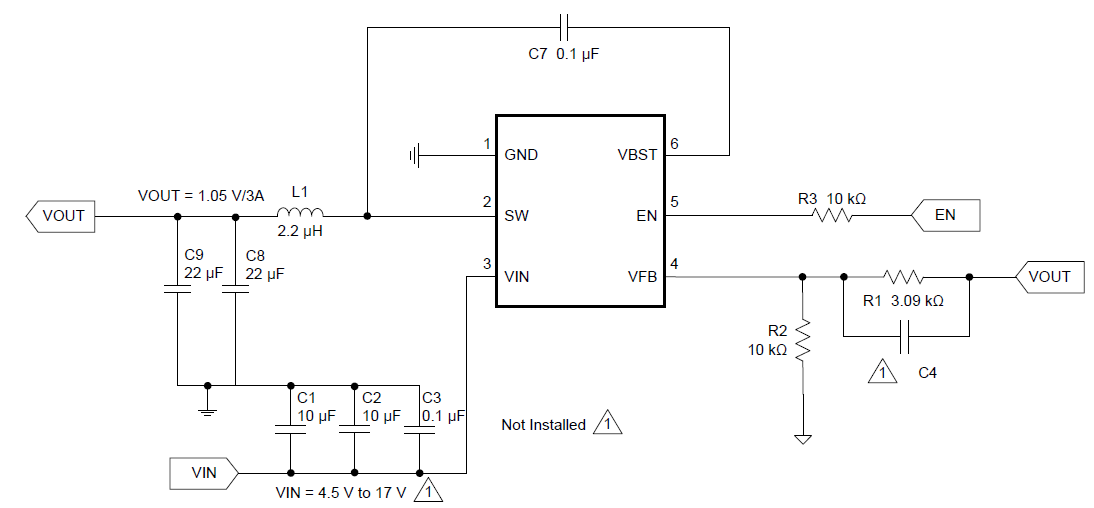 C7 0.1 µF
1
GND
VBST
6
VOUT
VOUT = 1.05 V/3A
L1
2.2 µH
2
SW
EN
5
R3 10 kΩ
EN
C9
22 µF
C8
22 µF
3
VIN
VFB
4
R1 3.09 kΩ
VOUT
R2
10 kΩ
1
C4
C1
10 µF
C2
10 µF
C3
0.1 µF
Not Installed 1
VIN
VIN = 4.5 V to 17 V 1